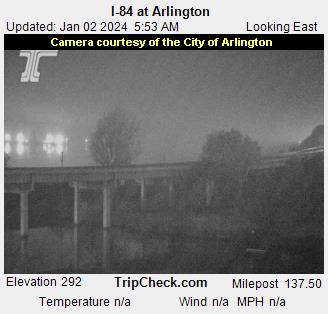 I-84 at Arlington
Updated: Jan 02 2024 5:53 AM Looking East
Camera courtesy of the City of Arlington
Elevation 292 TripCheck.com Milepost 137.50
Temperature n/a Wind n/a MPH n/a